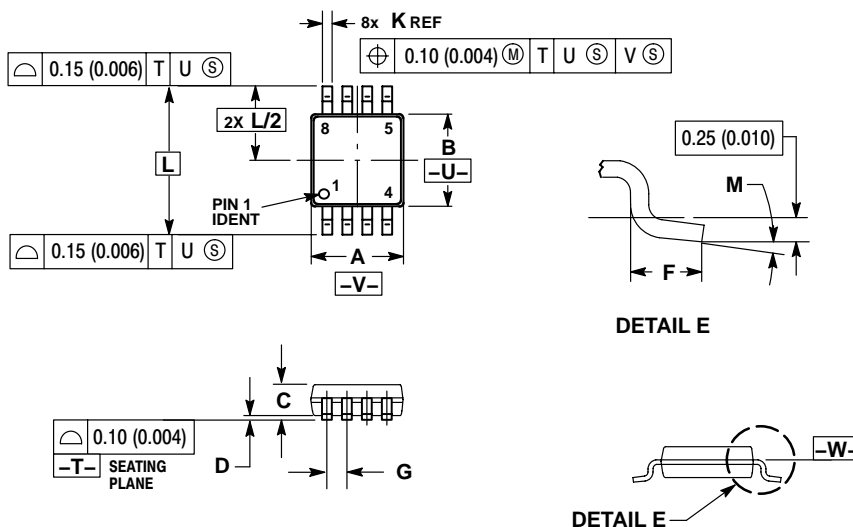 8x K REF
0.10 (0.004) Ⓜ T U Ⓢ V Ⓢ
0.15 (0.006) T U Ⓢ
2X L/2
8 5
B
–U–
L
PIN 1
IDENT
1
4
0.15 (0.006) T U Ⓢ
A
–V–
0.25 (0.010)
M
F
DETAIL E
C
0.10 (0.004)
–T– SEATING
PLANE
D
G
–W–
DETAIL E